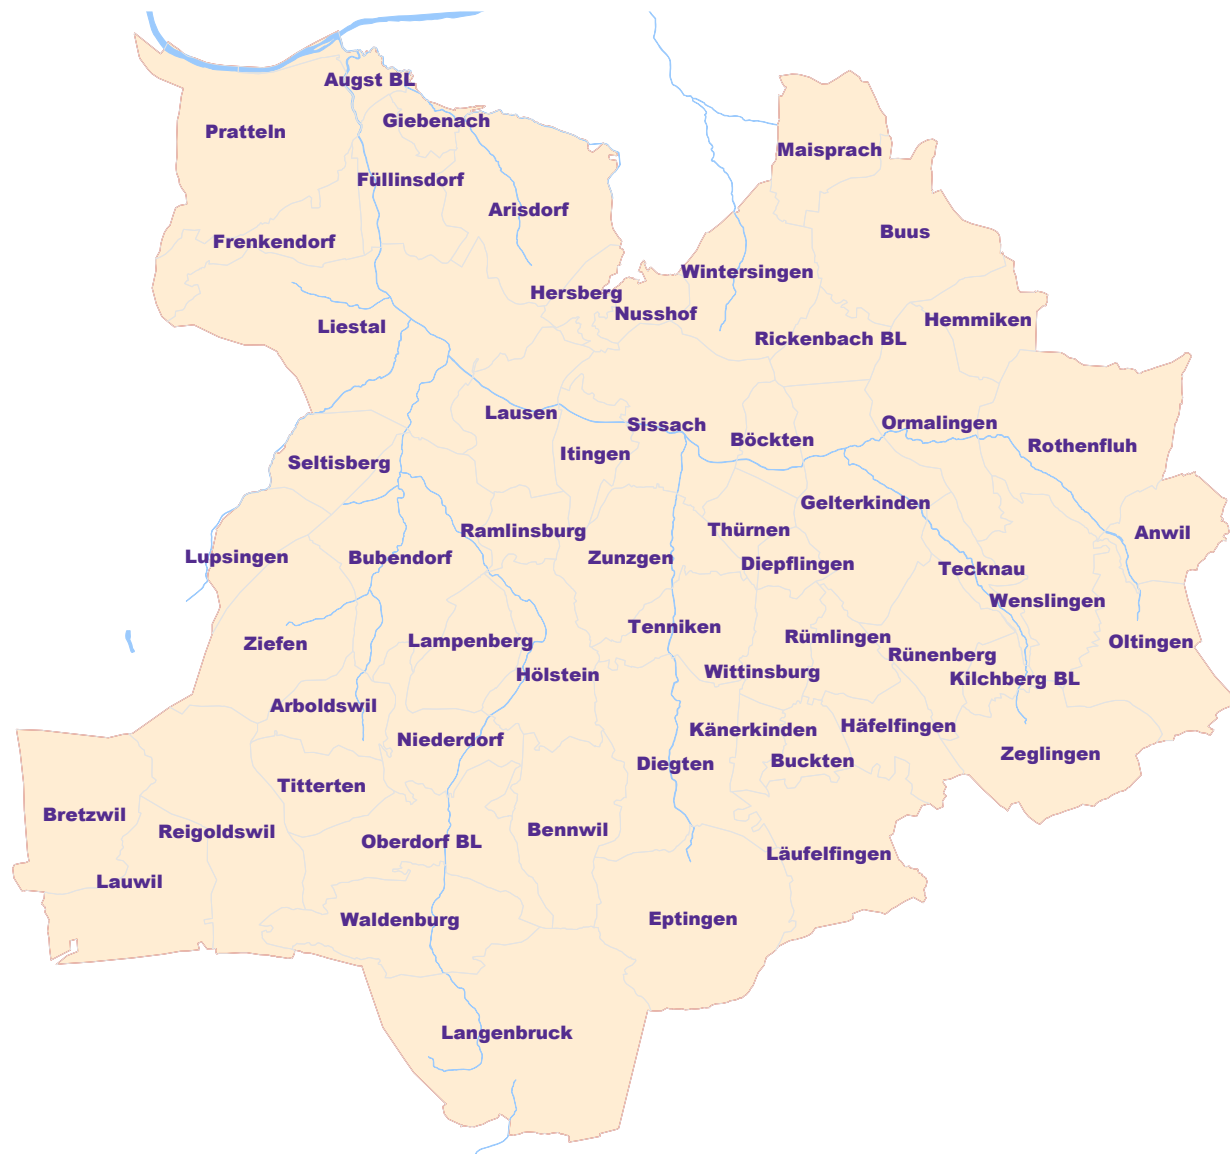 Augst BL
Giebenach
Pratteln
Maisprach
Füllinsdorf
Arisdorf
Buus
Frenkendorf
Wintersingen
Hersberg
Nusshof
Hemmiken
Liestal
Rickenbach BL
Lausen
Sissach
Ormalingen
Böckten
Rothenfluh
Itingen
Seltisberg
Gelterkinden
Ramlinsburg
Thürnen
Anwil
Lupsingen
Bubendorf
Zunzgen
Diepflingen
Tecknau
Wenslingen
Tenniken
Rümlingen
Ziefen
Lampenberg
Oltingen
Rünenberg
Hölstein
Wittinsburg
Kilchberg BL
Arboldswil
Känerkinden
Häfelfingen
Niederdorf
Zeglingen
Diegten
Buckten
Titterten
Bretzwil
Reigoldswil
Bennwil
Oberdorf BL
Läufelfingen
Lauwil
Waldenburg
Eptingen
Langenbruck